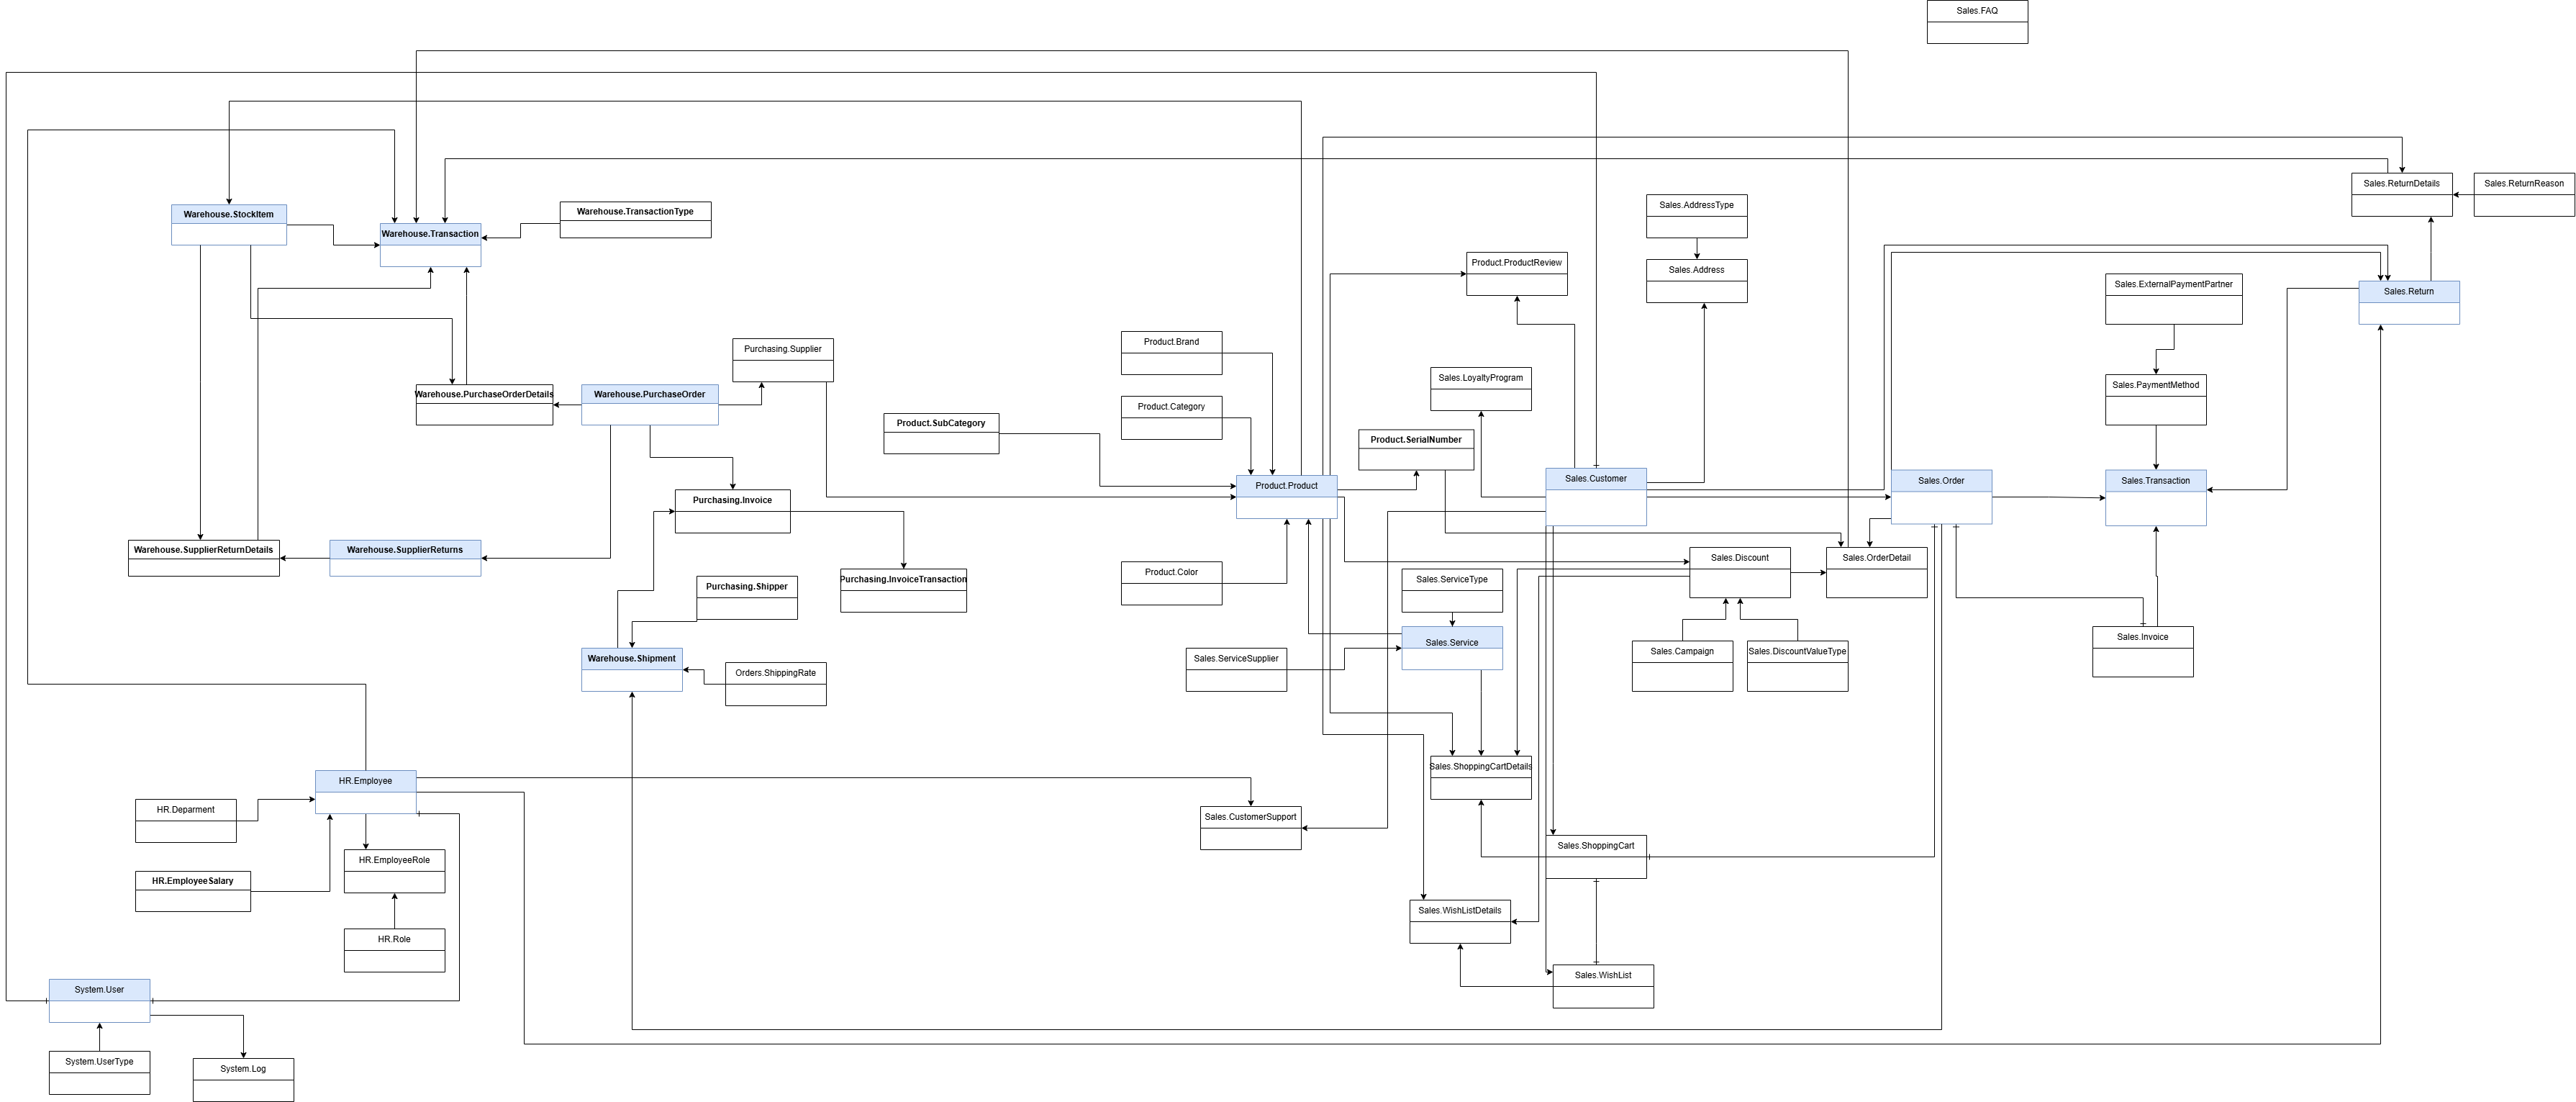 Sales.FAQ
Sales.ReturnDetails
Sales.ReturnReason
Warehouse.StockItem
Warehouse.TransactionType
Warehouse.Transaction
Sales.AddressType
Product.ProductReview
Sales.Address
Sales.ExternalPaymentPartner
Sales.Return
Purchasing.Supplier
Product.Brand
Sales.LoyaltyProgram
Sales.PaymentMethod
Warehouse.PurchaseOrderDetails
Warehouse.PurchaseOrder
Product.Category
Product.SubCategory
Product.SerialNumber
Product.Product
Sales.Customer
Sales.Order
Sales.Transaction
Purchasing.Invoice
Warehouse.SupplierReturnDetails
Warehouse.SupplierReturns
Sales.Discount
Sales.OrderDetail
Purchasing.InvoiceTransaction
Product.Color
Sales.ServiceType
Purchasing.Shipper
Sales.Service
Sales.Invoice
Warehouse.Shipment
Sales.ServiceSupplier
Sales.Campaign
Sales.DiscountValueType
Orders.ShippingRate
Sales.ShoppingCartDetails
HR.Employee
HR.Deparment
Sales.CustomerSupport
Sales.ShoppingCart
HR.EmployeeRole
HR.EmployeeSalary
Sales.WishListDetails
HR.Role
Sales.WishList
System.User
System.UserType
System.Log